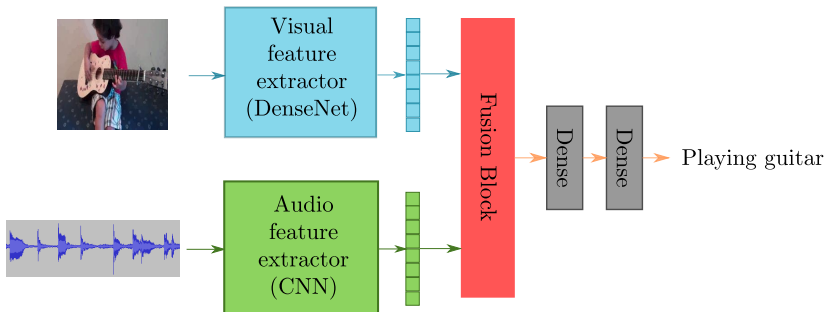 Visual
feature
extractor
(DenseNet)
Audio
feature
extractor
(CNN)
Fusion Block
Dense
Dense
Playing guitar